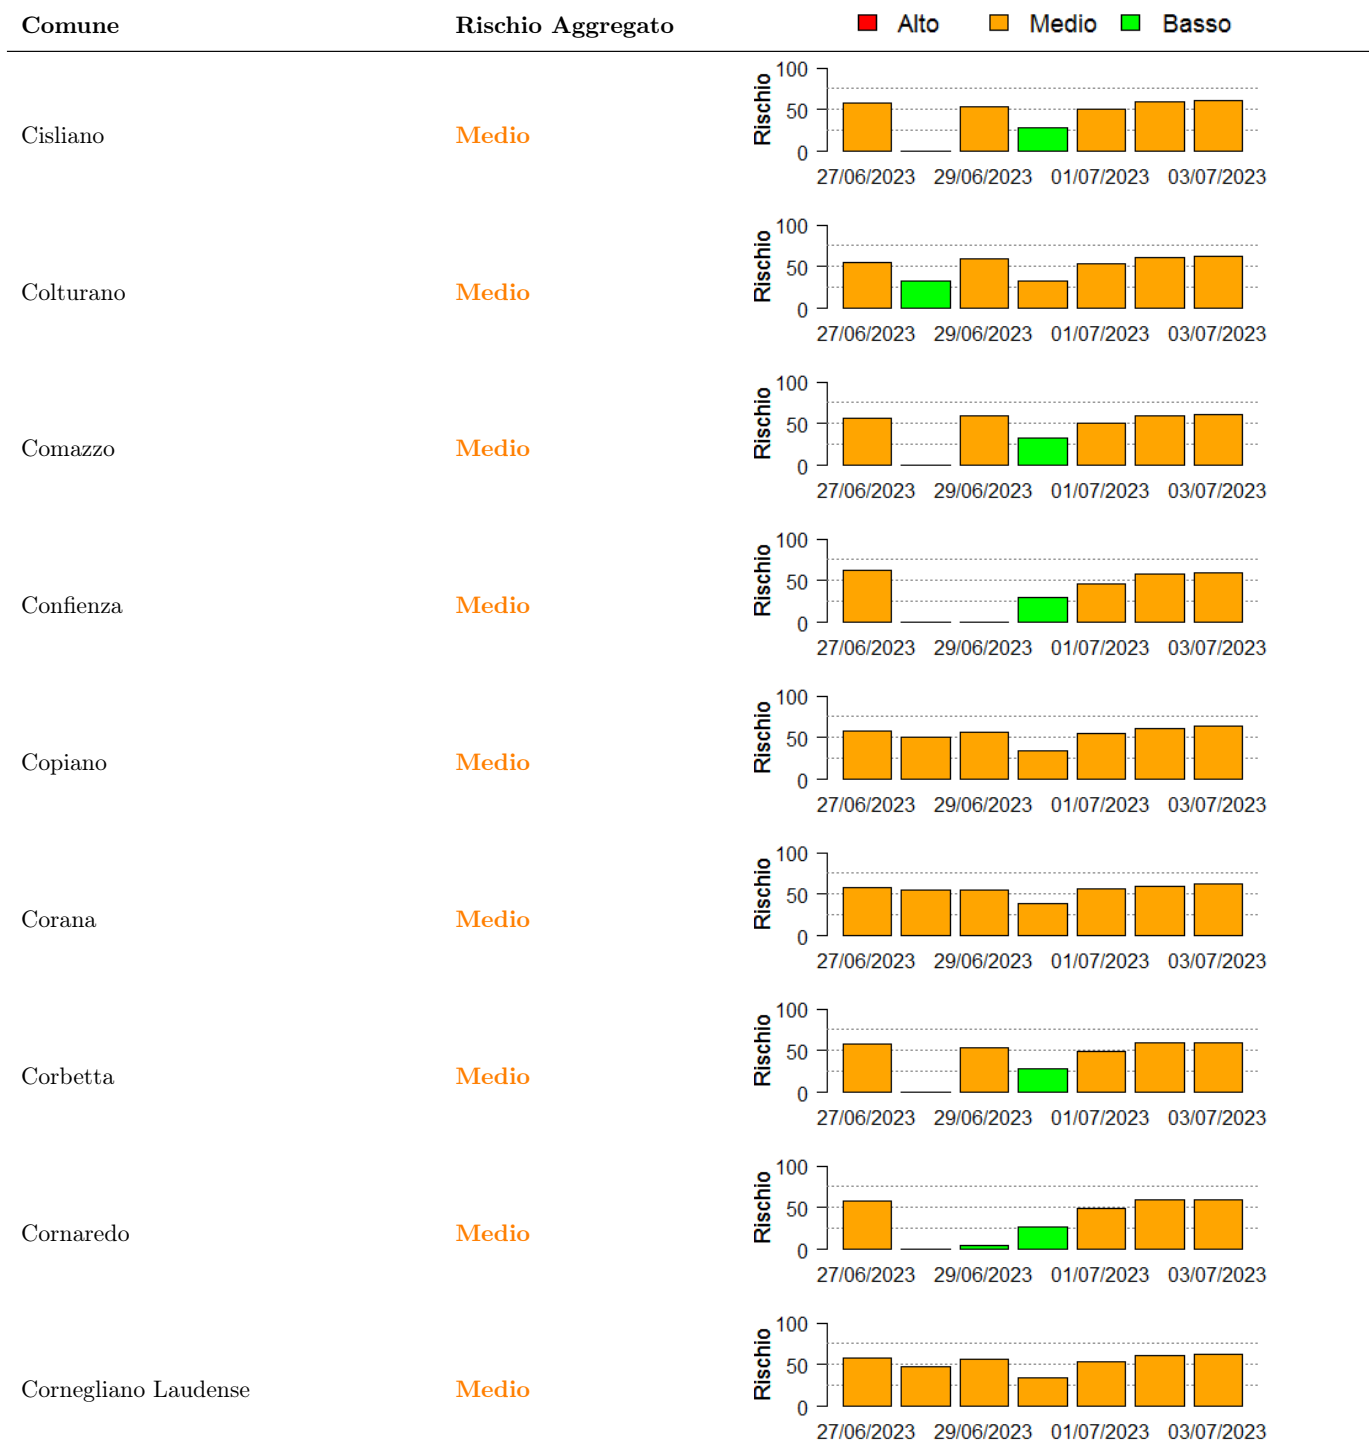 Comune Rischio Aggregato Alto Medio Basso
Cisliano Medio
Rischio
100
50
0
27/06/2023 29/06/2023 01/07/2023 03/07/2023
Colturano Medio
Rischio
100
50
0
27/06/2023 29/06/2023 01/07/2023 03/07/2023
Comazzo Medio
Rischio
100
50
0
27/06/2023 29/06/2023 01/07/2023 03/07/2023
Confienza Medio
Rischio
100
50
0
27/06/2023 29/06/2023 01/07/2023 03/07/2023
Copiano Medio
Rischio
100
50
0
27/06/2023 29/06/2023 01/07/2023 03/07/2023
Corana Medio
Rischio
100
50
0
27/06/2023 29/06/2023 01/07/2023 03/07/2023
Corbetta Medio
Rischio
100
50
0
27/06/2023 29/06/2023 01/07/2023 03/07/2023
Cornaredo Medio
Rischio
100
50
0
27/06/2023 29/06/2023 01/07/2023 03/07/2023
Cornegliano Laudense Medio
Rischio
100
50
0
27/06/2023 29/06/2023 01/07/2023 03/07/2023